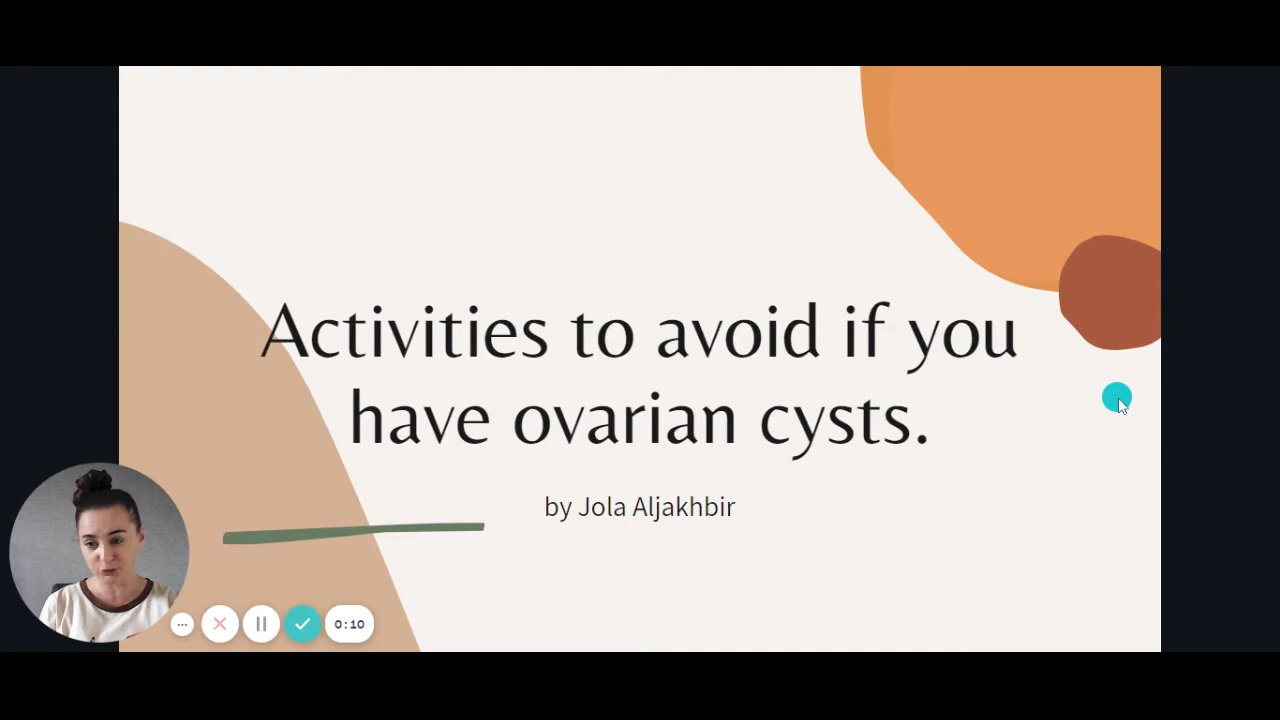 Activities to avoid if you
have ovarian cysts.
by Jola Aljakhbir
0:10